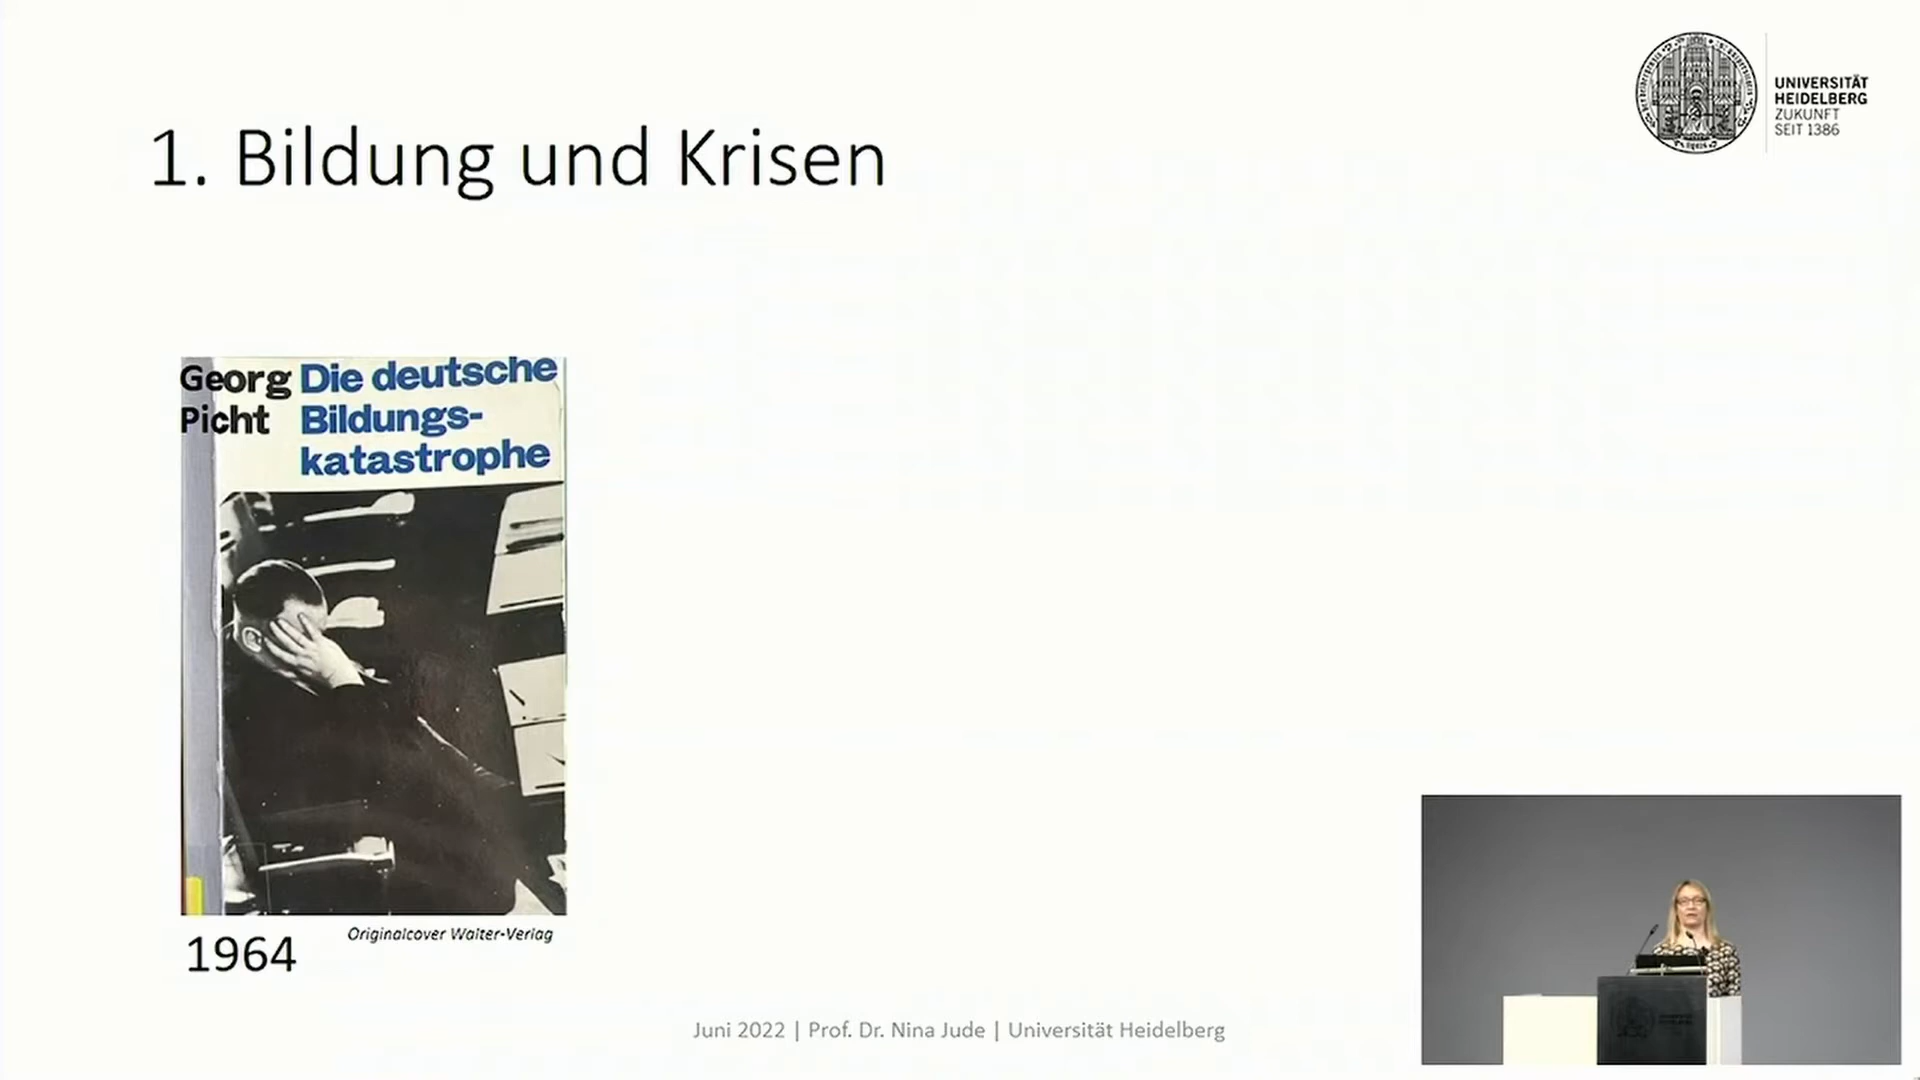 UNIVERSITÄT
HEIDELBERG
ZUKUNFT
SEIT 1386
1. Bildung und Krisen
Georg Die deutsche
Picht Bildungs-
katastrophe
Originalcover Walter-Verlag
1964
Juni 2022 | Prof. Dr. Nina Jude | Universität Heidelberg